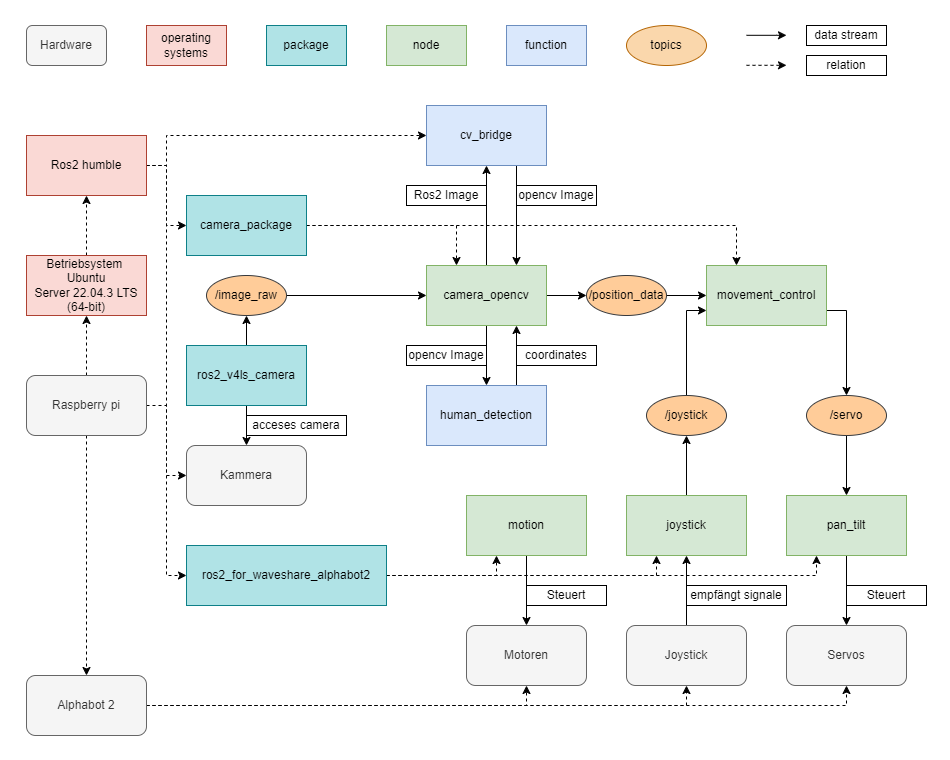 Hardware
operating
systems
package
node
function
topics
data stream
relation
cv_bridge
Ros2 humble
Ros2 Image
opencv Image
camera_package
Betriebsystem
Ubuntu
Server 22.04.3 LTS
(64-bit)
/image_raw
camera_opencv
/position_data
movement_control
opencv Image
coordinates
ros2_v4ls_camera
Raspberry pi
acceses camera
human_detection
/joystick
/servo
Kammera
motion
joystick
pan_tilt
ros2_for_waveshare_alphabot2
Steuert
empfängt signale
Steuert
Motoren
Joystick
Servos
Alphabot 2